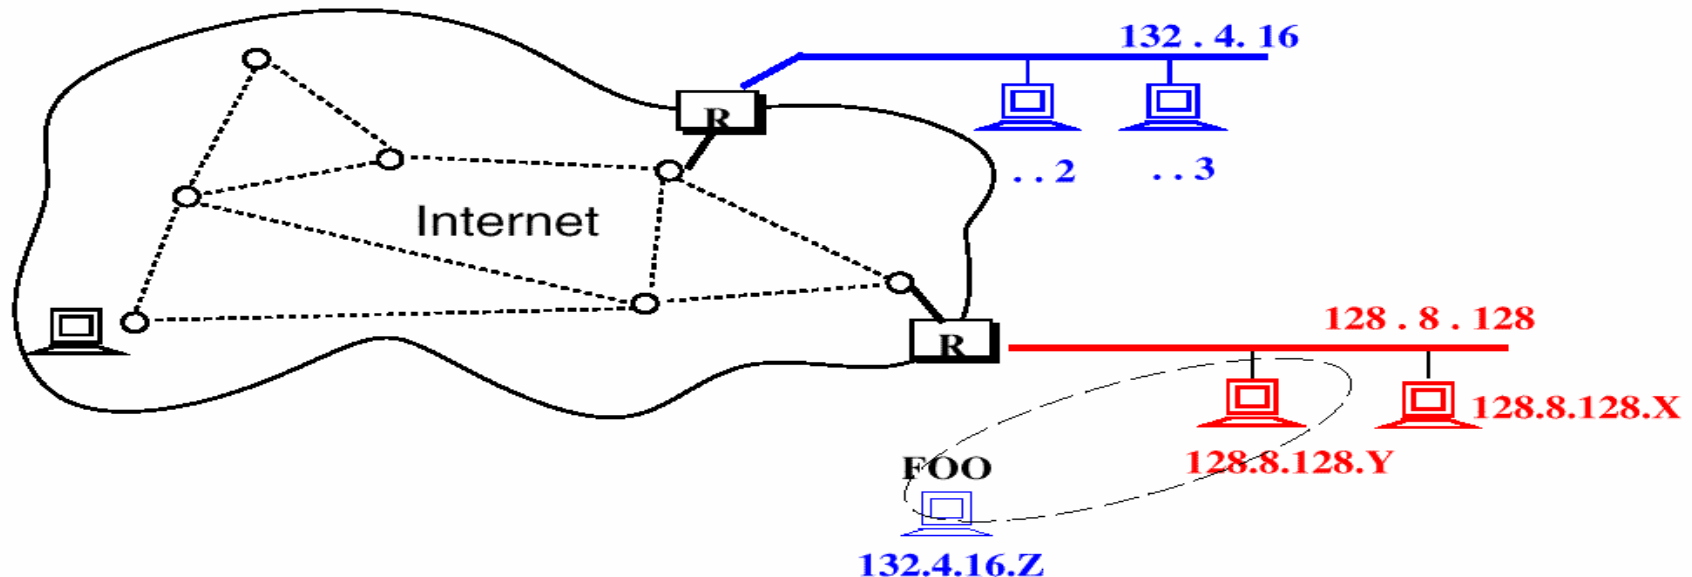 132 . 4. 16
R
. . 2
. . 3
Internet
128 . 8 . 128
R
128.8.128.X
128.8.128.Y
FOO
132.4.16.Z